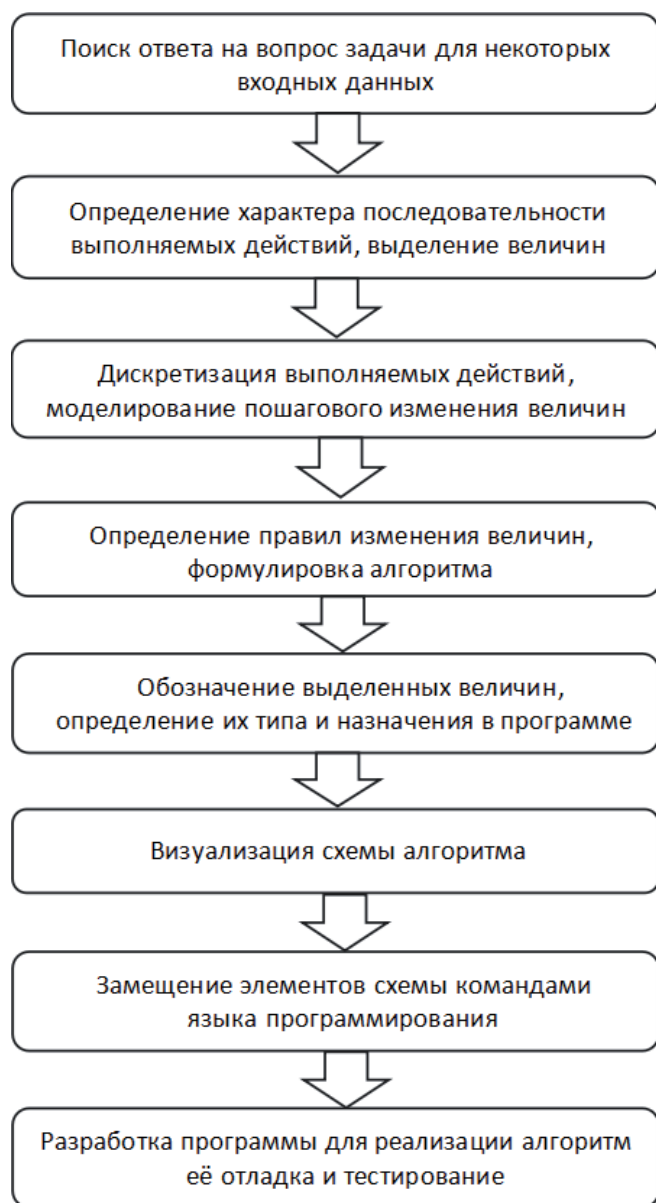 Поиск ответа на вопрос задачи для некоторых
входных данных
Определение характера последовательности
выполняемых действий, выделение величин
Дискретизация выполняемых действий,
моделирование пошагового изменения величин
Определение правил изменения величин,
формулировка алгоритма
Обозначение выделенных величин,
определение их типа и назначения в программе
Визуализация схемы алгоритма
Замещение элементов схемы командами
языка программирования
Разработка программы для реализации алгоритм
её отладка и тестирование